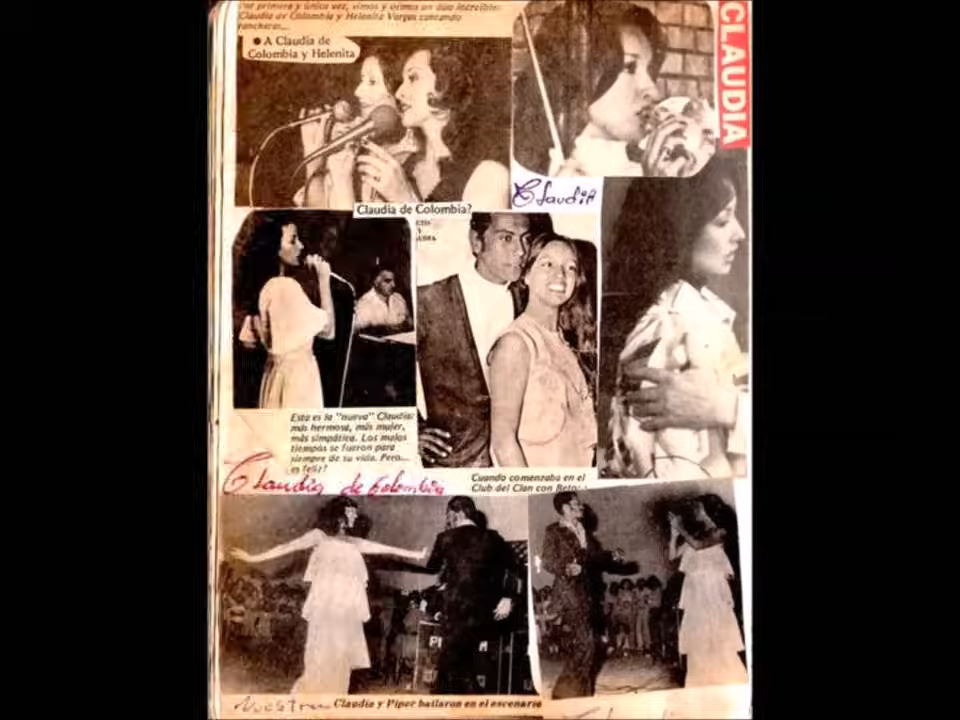 Por primera y única vez, vimos y oímos un dúo increíble:
Claudia de Colombia y Helenita Vargas cantando
rancheras...
• A Claudia de
Colombia y Helenita
CLAUDIA
Claudia
Claudia de Colombia?
Esta es la "nueva" Claudia:
más hermosa, más mujer,
más simpática. Los malos
tiempos se fueron para
siempre de su vida. Pero...
es feliz?
Claudia de Colombia
Cuando comenzaba en el
Club del Clan con Beto
Nuestra
Claudia y Piper bailaron en el escenario